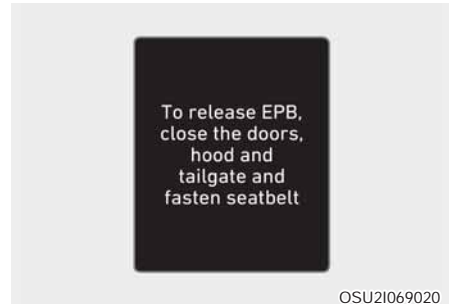 To release EPB,
close the doors,
hood and
tailgate and
fasten seatbelt
OSU2I069020